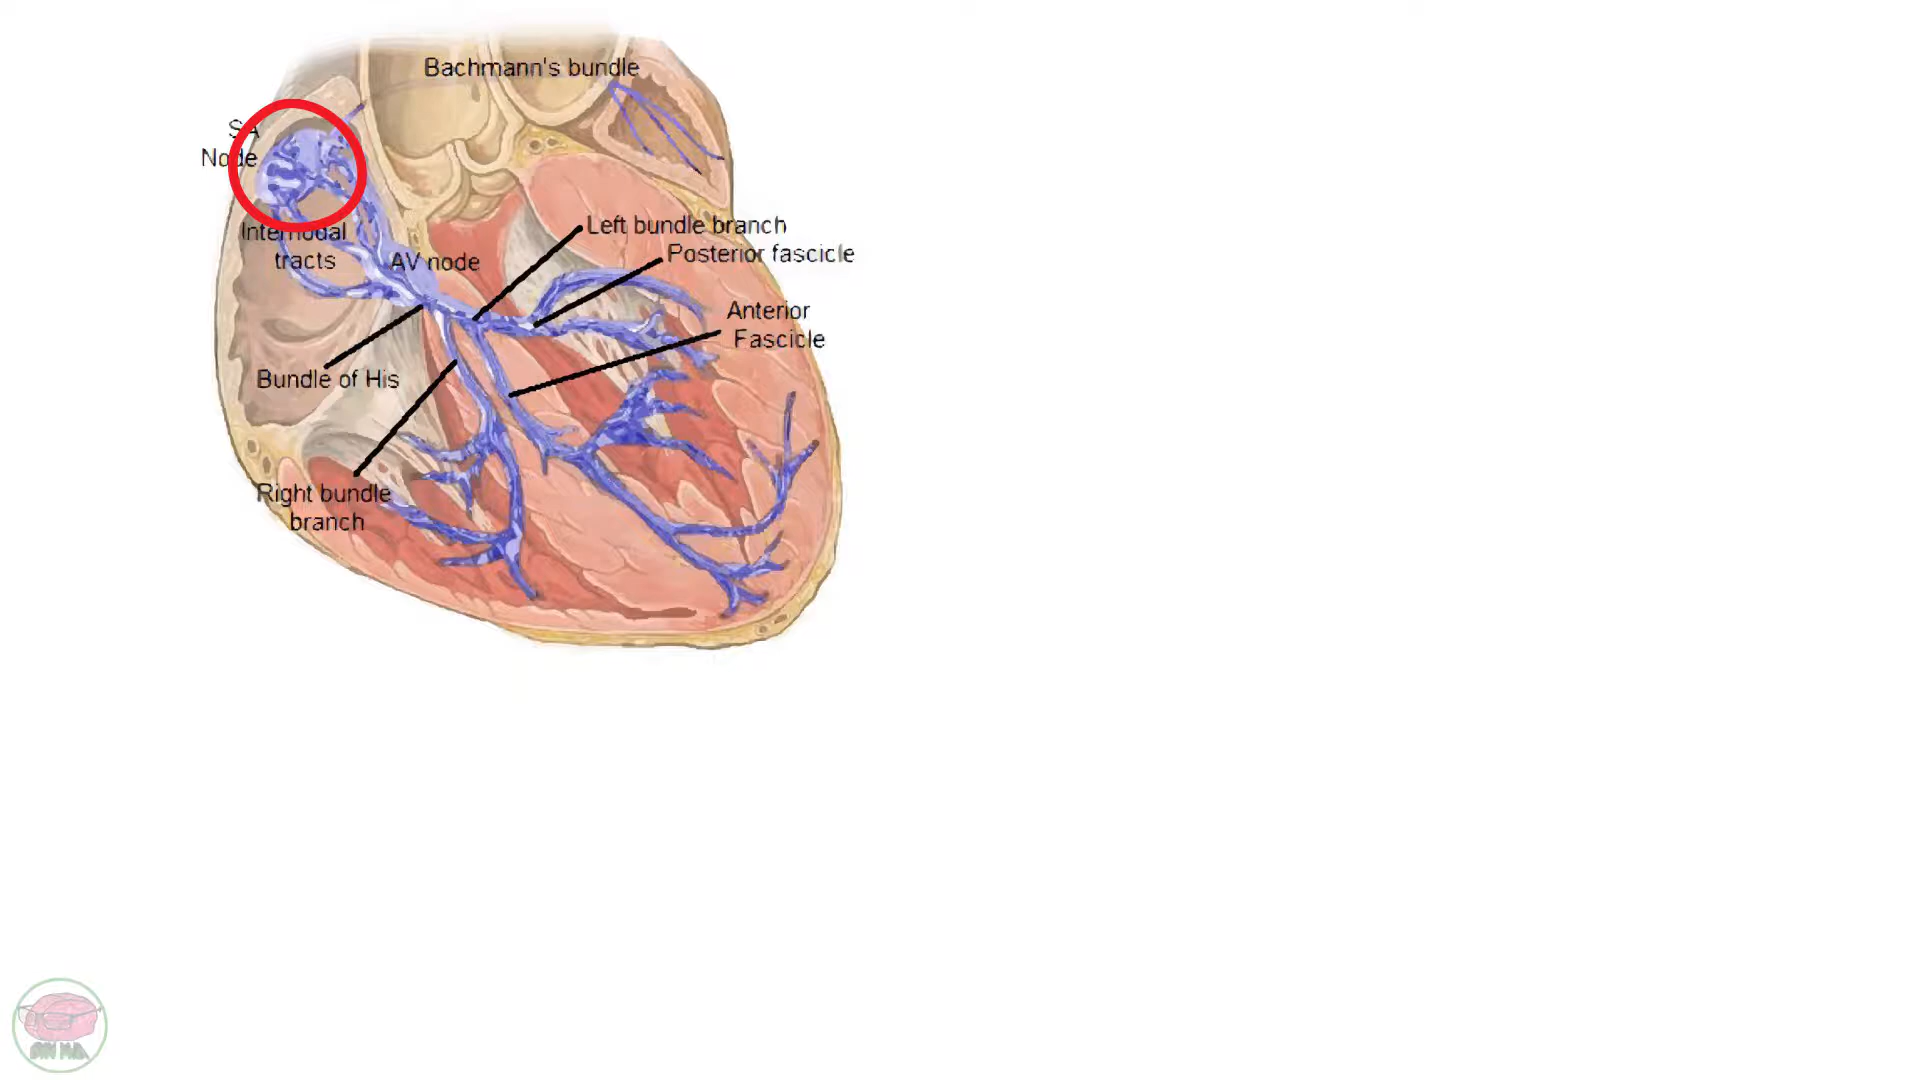 Bachmann's bundle
SA
Node
Internodal
tracts
AV node
Left bundle branch
Posterior fascicle
Anterior
Fascicle
Bundle of His
Right bundle
branch